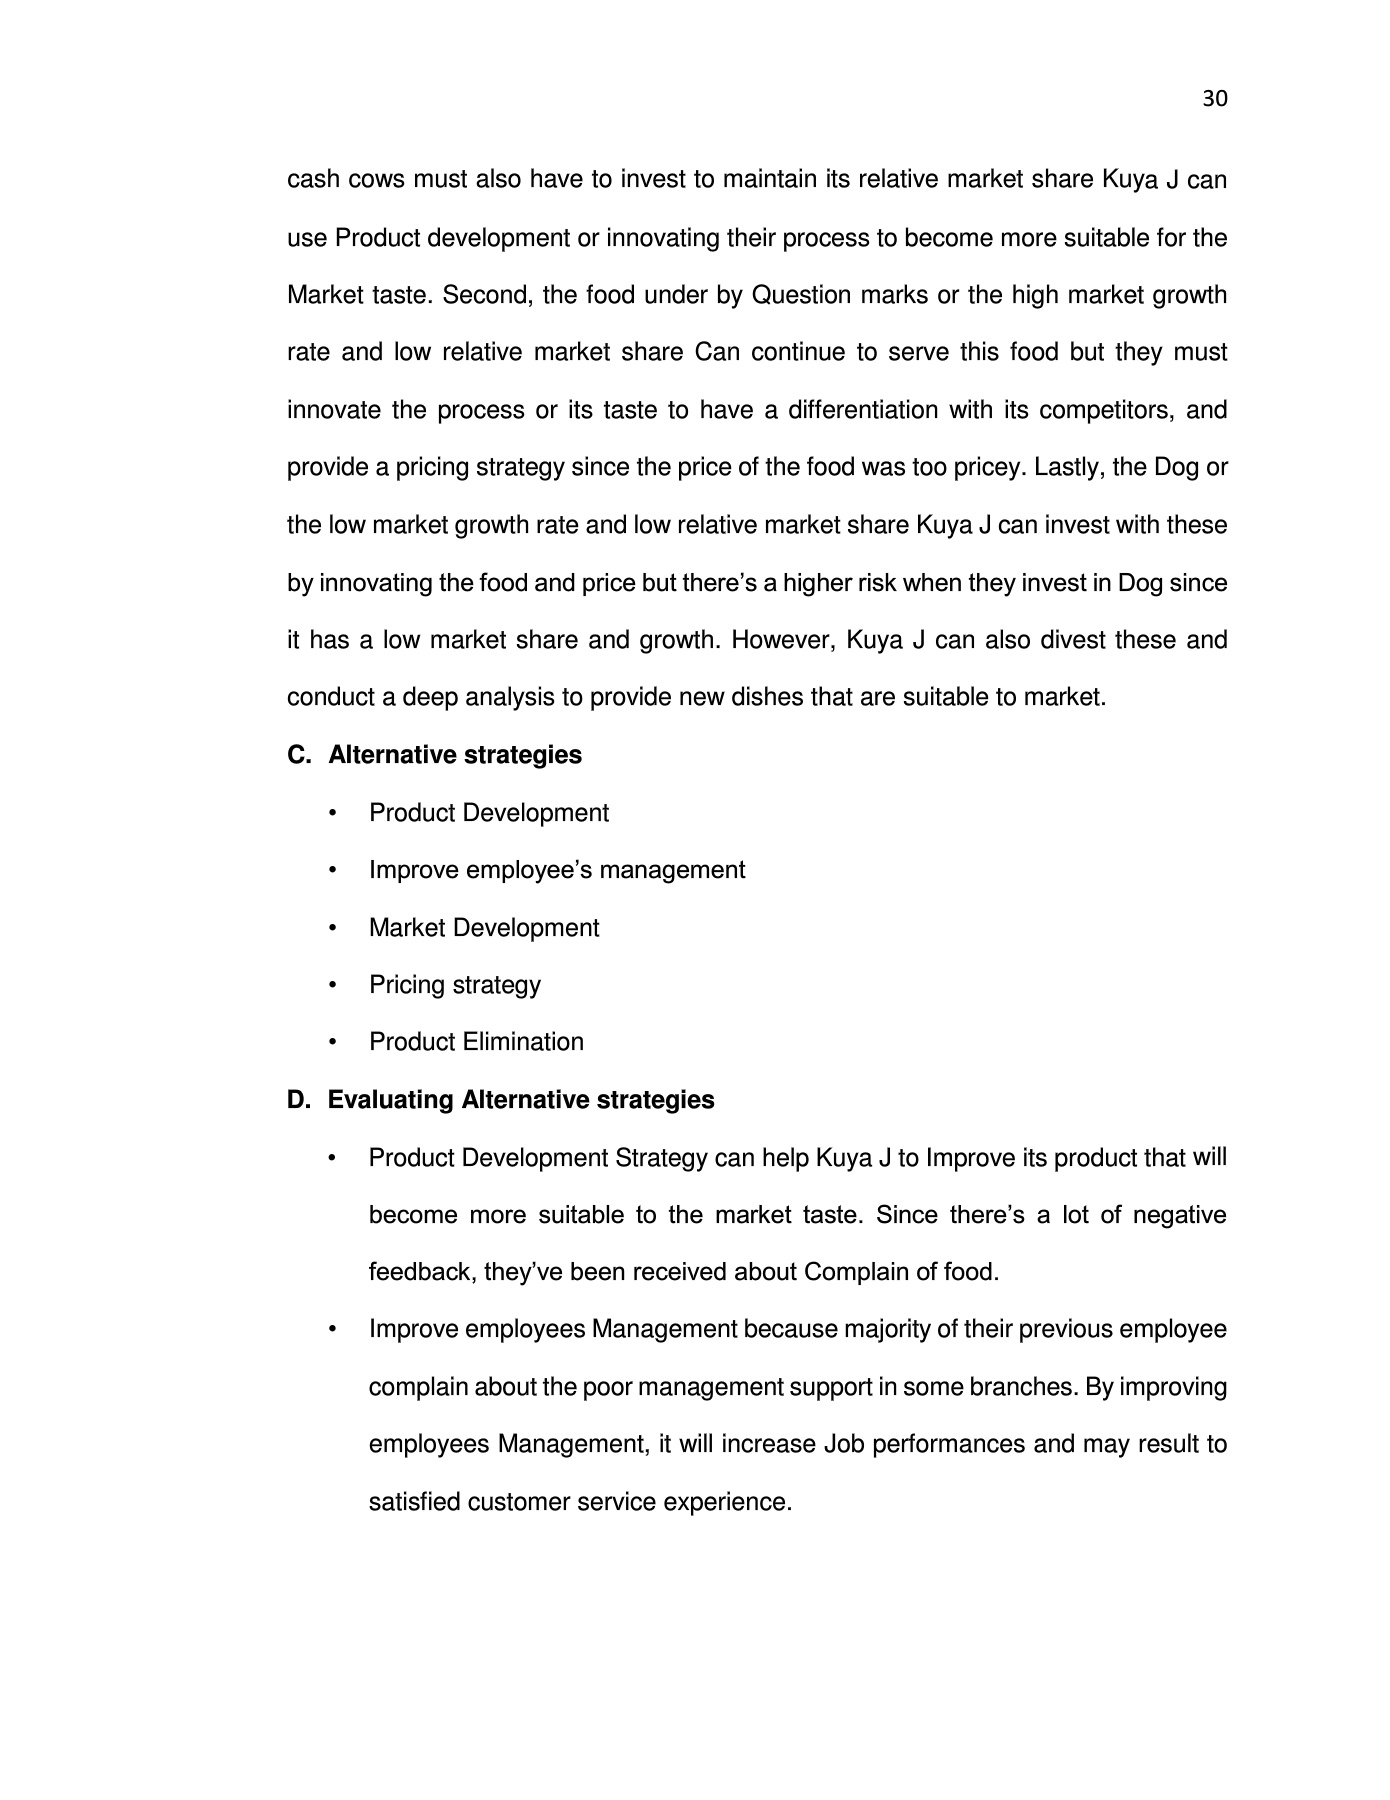 30
cash cows must also have to invest to maintain its relative market share Kuya J can
use Product development or innovating their process to become more suitable for the
Market taste. Second, the food under by Question marks or the high market growth
rate and low relative market share Can continue to serve this food but they must
innovate the process or its taste to have a differentiation with its competitors, and
provide a pricing strategy since the price of the food was too pricey. Lastly, the Dog or
the low market growth rate and low relative market share Kuya J can invest with these
by innovating the food and price but there’s a higher risk when they invest in Dog since
it has a low market share and growth. However, Kuya J can also divest these and
conduct a deep analysis to provide new dishes that are suitable to market.
C. Alternative strategies
• Product Development
• Improve employee’s management
• Market Development
• Pricing strategy
• Product Elimination
D. Evaluating Alternative strategies
• Product Development Strategy can help Kuya J to Improve its product that will
become more suitable to the market taste. Since there’s a lot of negative
feedback, they’ve been received about Complain of food.
• Improve employees Management because majority of their previous employee
complain about the poor management support in some branches. By improving
employees Management, it will increase Job performances and may result to
satisfied customer service experience.